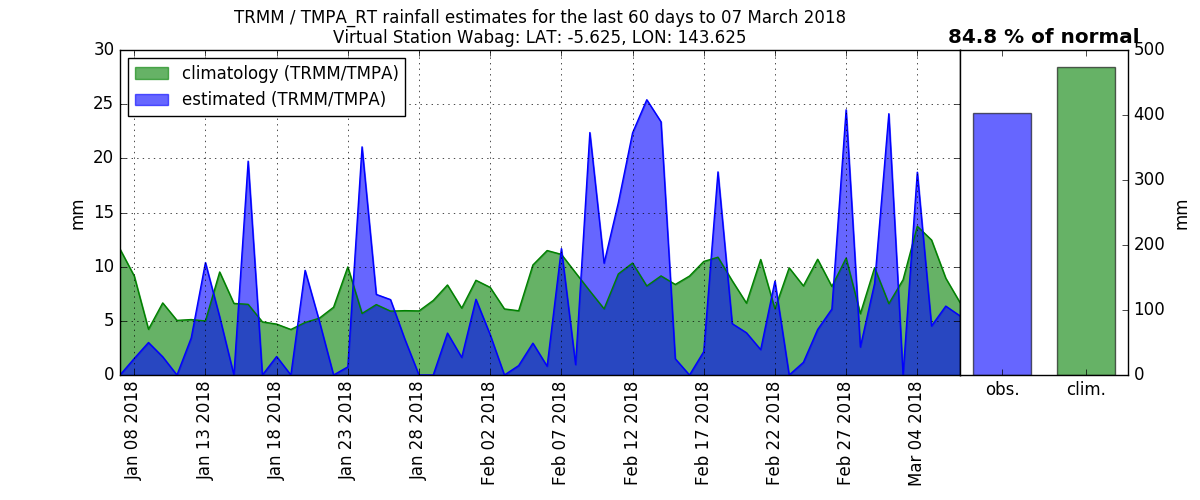 TRMM / TMPA_RT rainfall estimates for the last 60 days to 07 March 2018
Virtual Station Wabag: LAT: -5.625, LON: 143.625
84.8 % of normal
climatology (TRMM/TMPA)
estimated (TRMM/TMPA)
mm
30
25
20
15
10
5
0
Jan 08 2018
Jan 13 2018
Jan 18 2018
Jan 23 2018
Jan 28 2018
Feb 02 2018
Feb 07 2018
Feb 12 2018
Feb 17 2018
Feb 22 2018
Feb 27 2018
Mar 04 2018
obs.
clim.
500
400
300
200
100
0
mm